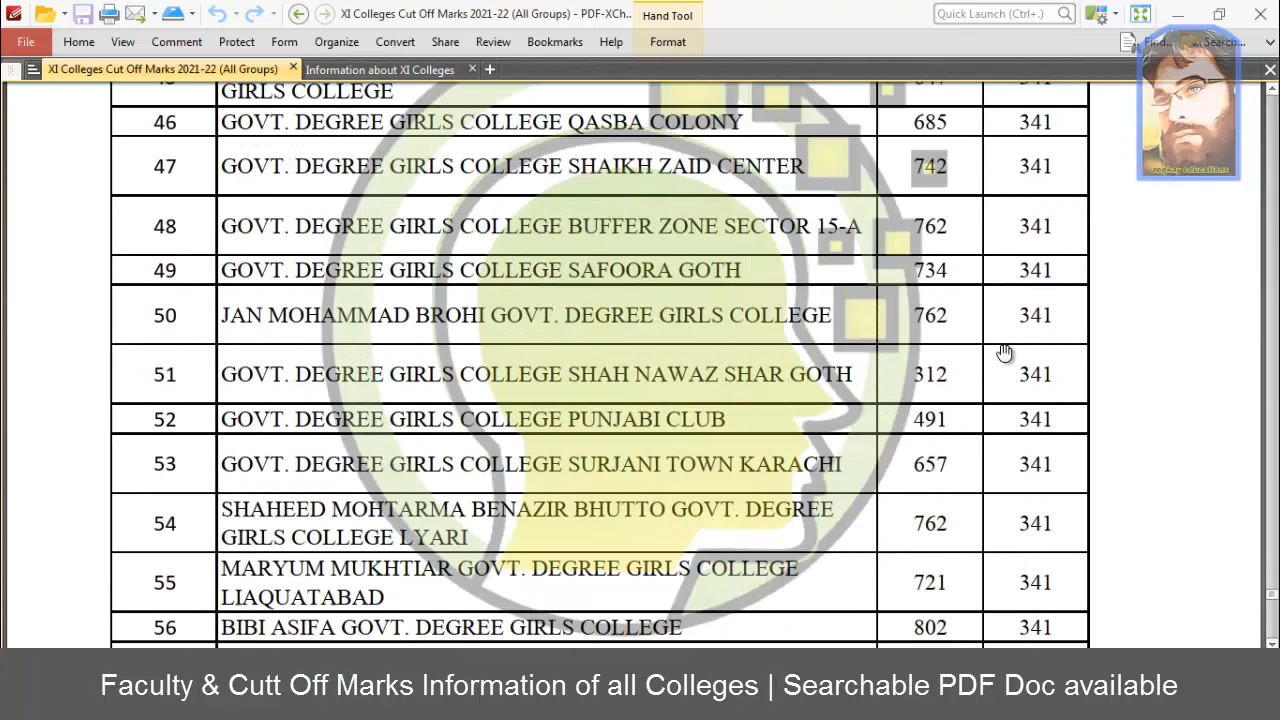 XI Colleges Cut Off Marks 2021-22 (All Groups) - PDF-XCh...
Hand Tool
Quick Launch (Ctrl+.)
File Home View Comment Protect Form Organize Convert Share Review Bookmarks Help Format
Find...
Search...
XI Colleges Cut Off Marks 2021-22 (All Groups)
Information about XI Colleges
GIRLS COLLEGE 341
46 GOVT. DEGREE GIRLS COLLEGE QASBA COLONY 685 341
47 GOVT. DEGREE GIRLS COLLEGE SHAIKH ZAID CENTER 742 341
48 GOVT. DEGREE GIRLS COLLEGE BUFFER ZONE SECTOR 15-A 762 341
49 GOVT. DEGREE GIRLS COLLEGE SAFOORA GOTH 734 341
50 JAN MOHAMMAD BROHI GOVT. DEGREE GIRLS COLLEGE 762 341
51 GOVT. DEGREE GIRLS COLLEGE SHAH NAWAZ SHAR GOTH 312 341
52 GOVT. DEGREE GIRLS COLLEGE PUNJABI CLUB 491 341
53 GOVT. DEGREE GIRLS COLLEGE SURJANI TOWN KARACHI 657 341
54 SHAHEED MOHTARMA BENAZIR BHUTTO GOVT. DEGREE
GIRLS COLLEGE LYARI 762 341
55 MARYUM MUKHTIAR GOVT. DEGREE GIRLS COLLEGE
LIAQUATABAD 721 341
56 BIBI ASIFA GOVT. DEGREE GIRLS COLLEGE 802 341
Faculty & Cutt Off Marks Information of all Colleges | Searchable PDF Doc available